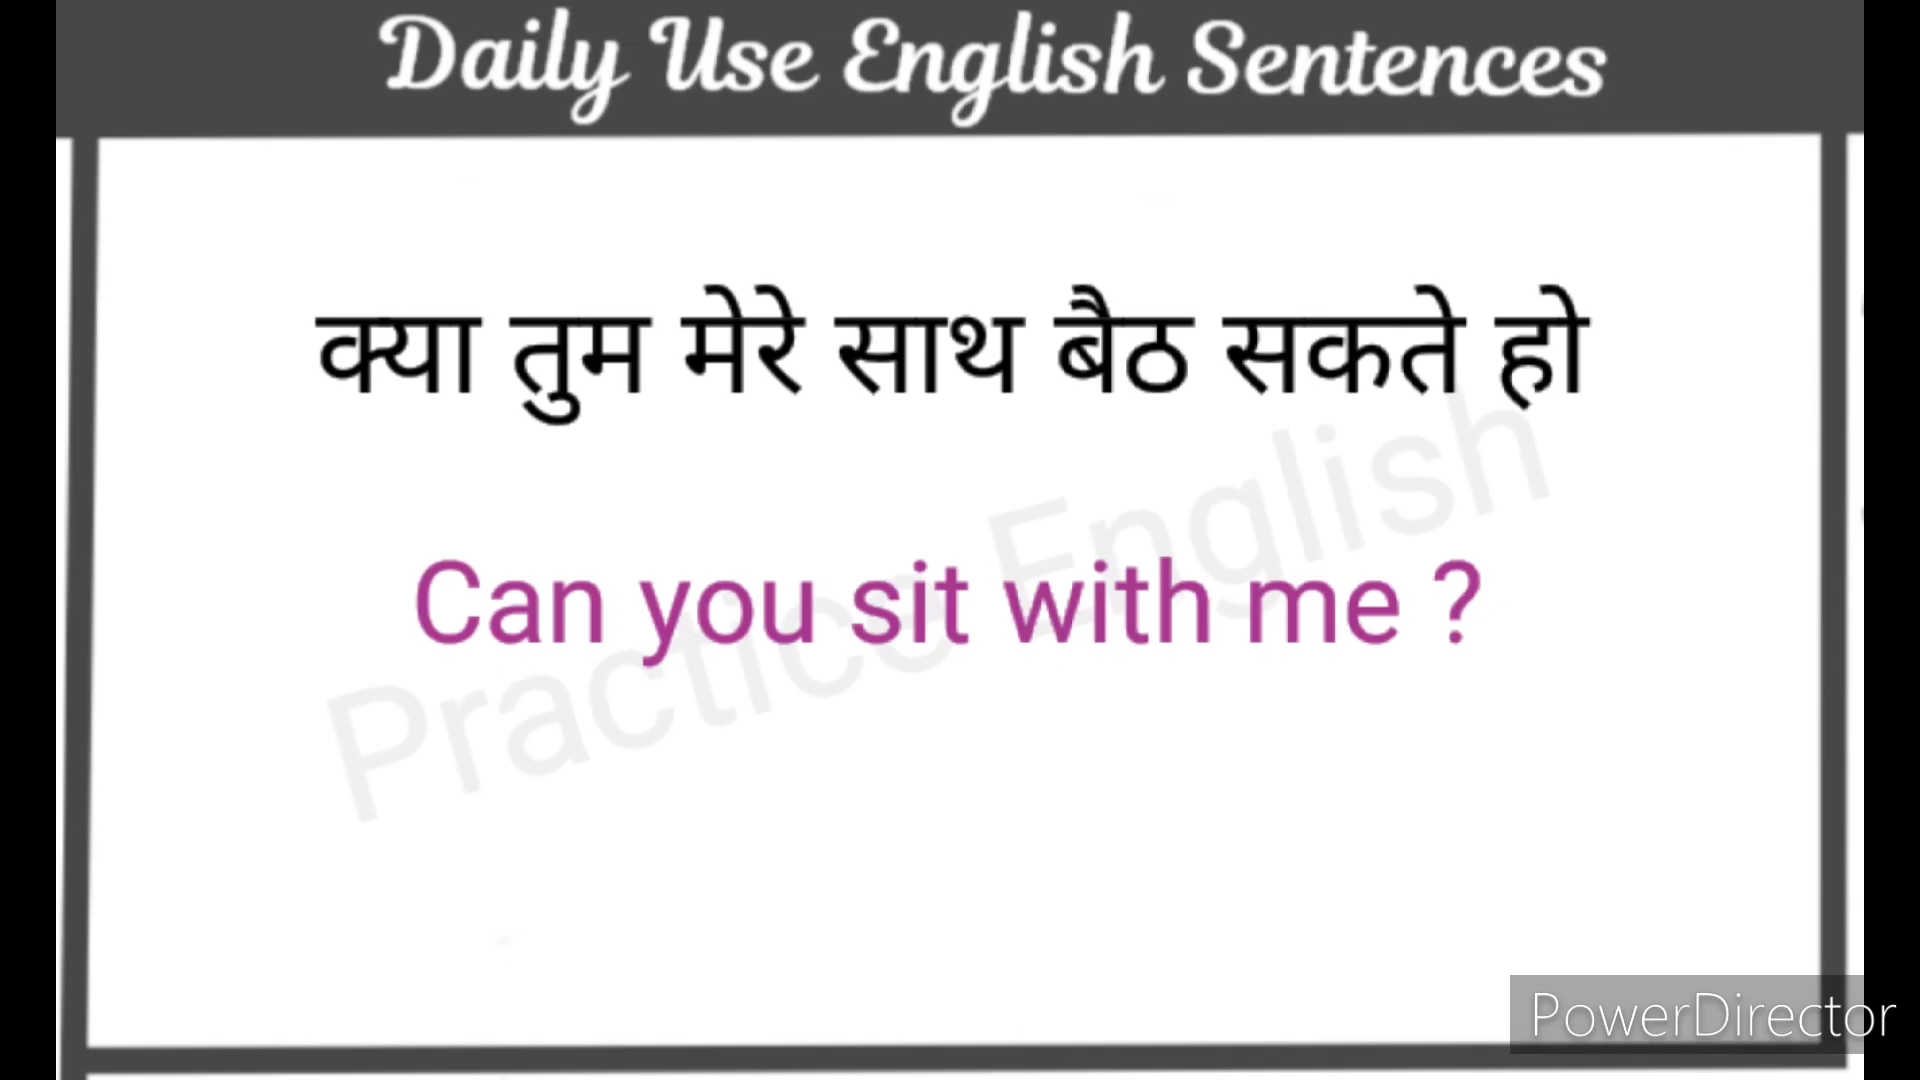 Daily Use English Sentences
क्या तुम मेरे साथ बैठ सकते हो
Can you sit with me ?
Practice English
PowerDirector